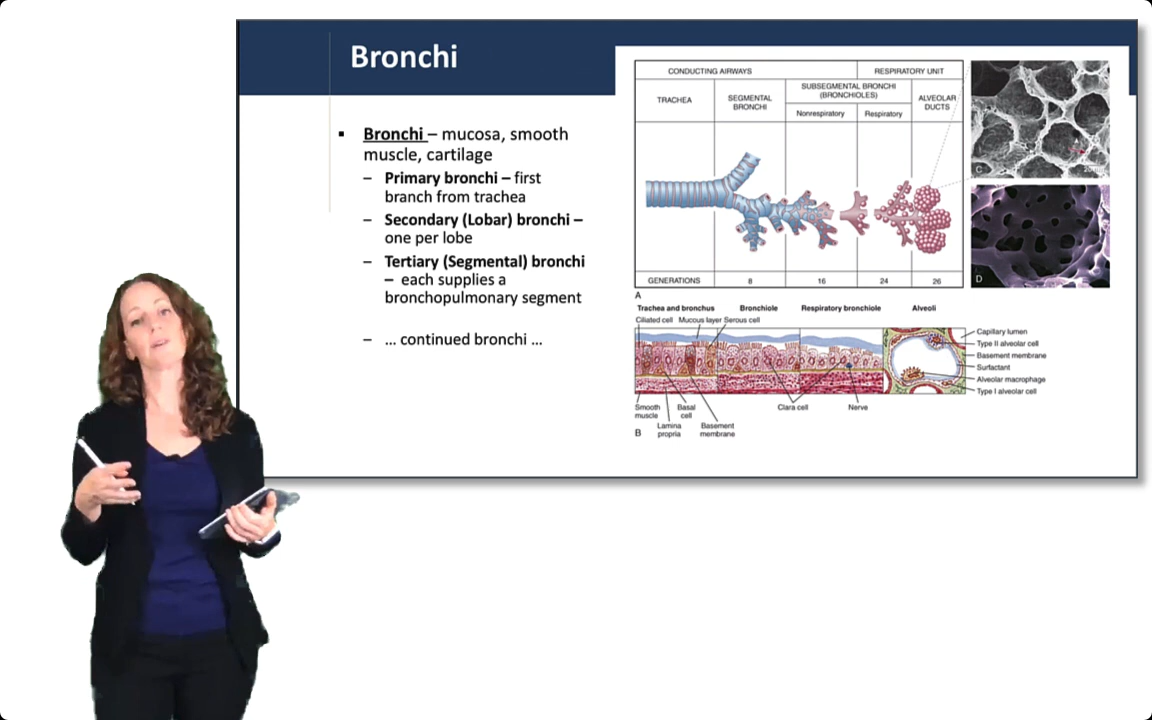 Bronchi
▪ Bronchi – mucosa, smooth
muscle, cartilage
– Primary bronchi – first
branch from trachea
– Secondary (Lobar) bronchi –
one per lobe
– Tertiary (Segmental) bronchi
– each supplies a
bronchopulmonary segment
– ... continued bronchi ...
CONDUCTING AIRWAYS
RESPIRATORY UNIT
TRACHEA
SEGMENTAL
BRONCHI
SUBSEGMENTAL BRONCHI
(BRONCHIOLES)
Nonrespiratory
Respiratory
ALVEOLAR
DUCTS
GENERATIONS
8
16
24
26
A
C
D
Trachea and bronchus
Bronchiole
Respiratory bronchiole
Alveoli
Ciliated cell
Mucous layer
Serous cell
Capillary lumen
Type II alveolar cell
Basement membrane
Surfactant
Alveolar macrophage
Type I alveolar cell
Smooth
muscle
Basal
cell
Clara cell
Nerve
Lamina
propria
Basement
membrane
B